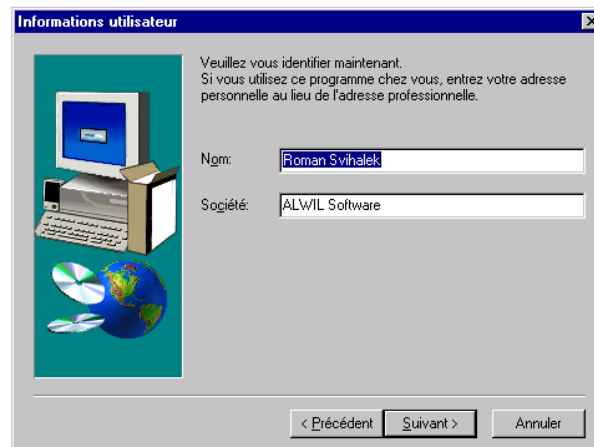 Informations utilisateur
Veuillez vous identifier maintenant.
Si vous utilisez ce programme chez vous, entrez votre adresse
personnelle au lieu de l'adresse professionnelle.
Nom: Roman Svihalek
Société: ALWIL Software
< Précédent Suivant > Annuler